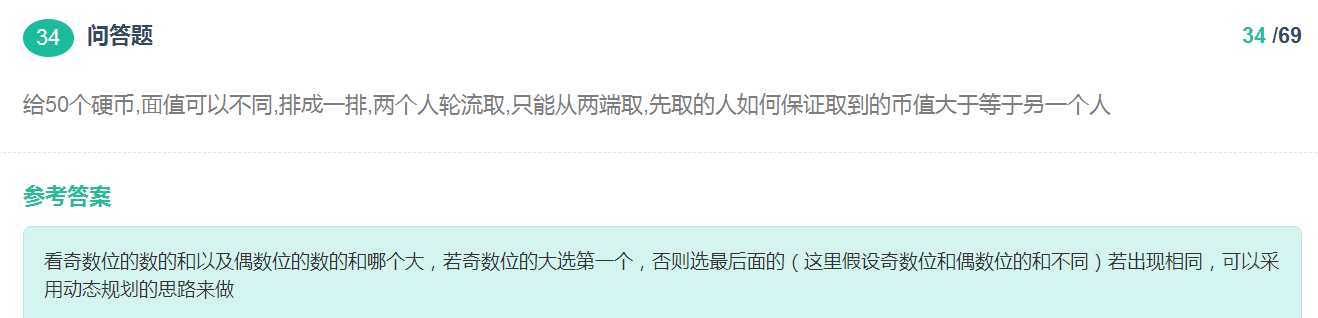 34 问答题 34 /69
给50个硬币,面值可以不同,排成一排,两个人轮流取,只能从两端取,先取的人如何保证取到的币值大于等于另一个人
参考答案
看奇数位的数的和以及偶数位的数的和哪个大，若奇数位的大选第一个，否则选最后面的（这里假设奇数位和偶数位的和不同）若出现相同，可以采
用动态规划的思路来做